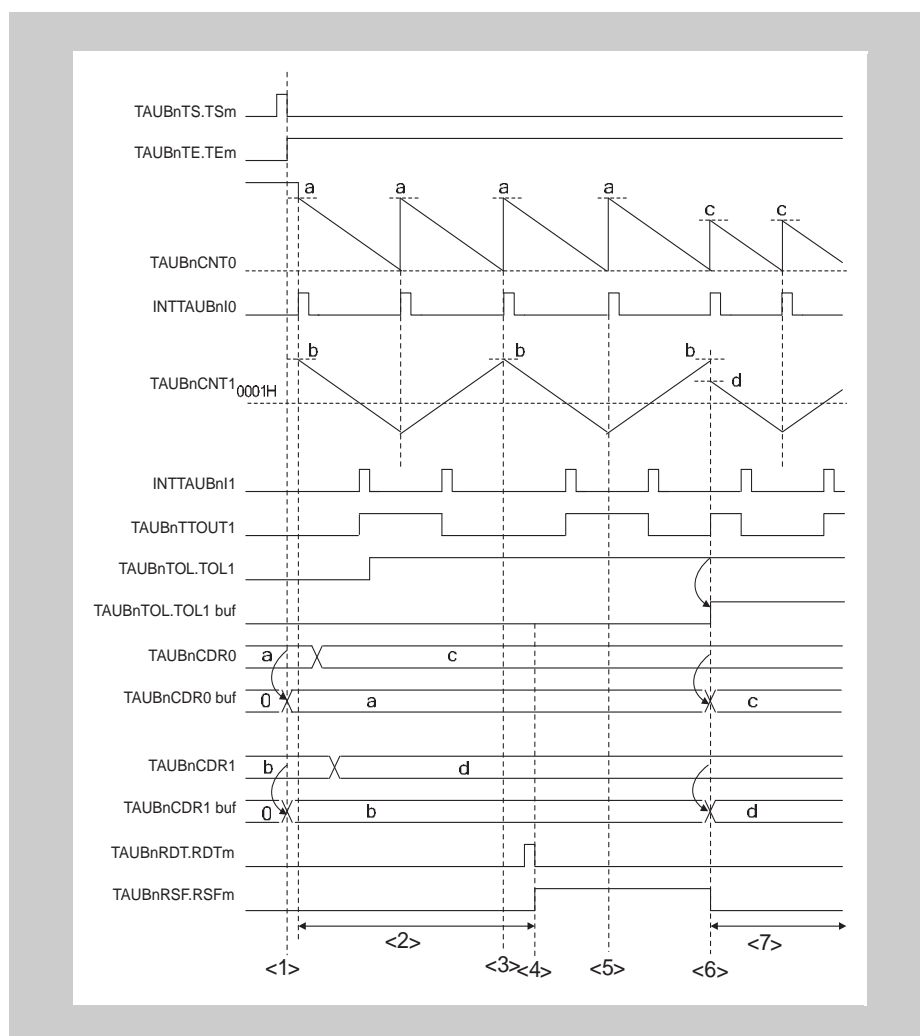 TAUBnTS.TSm
TAUBnTE.TEm
a a a a c c
TAUBnCNT0
INTTAUBnI0
b b b
d
TAUBnCNT1
0001H
INTTAUBnI1
TAUBnTTOUT1
TAUBnTOL.TOL1
TAUBnTOL.TOL1 buf
TAUBnCDR0 a c
TAUBnCDR0 buf 0 a c
TAUBnCDR1 b d
TAUBnCDR1 buf 0 b d
TAUBnRDT.RDTm
TAUBnRSF.RSFm
<2> <7>
<1> <3> <4> <5> <6>